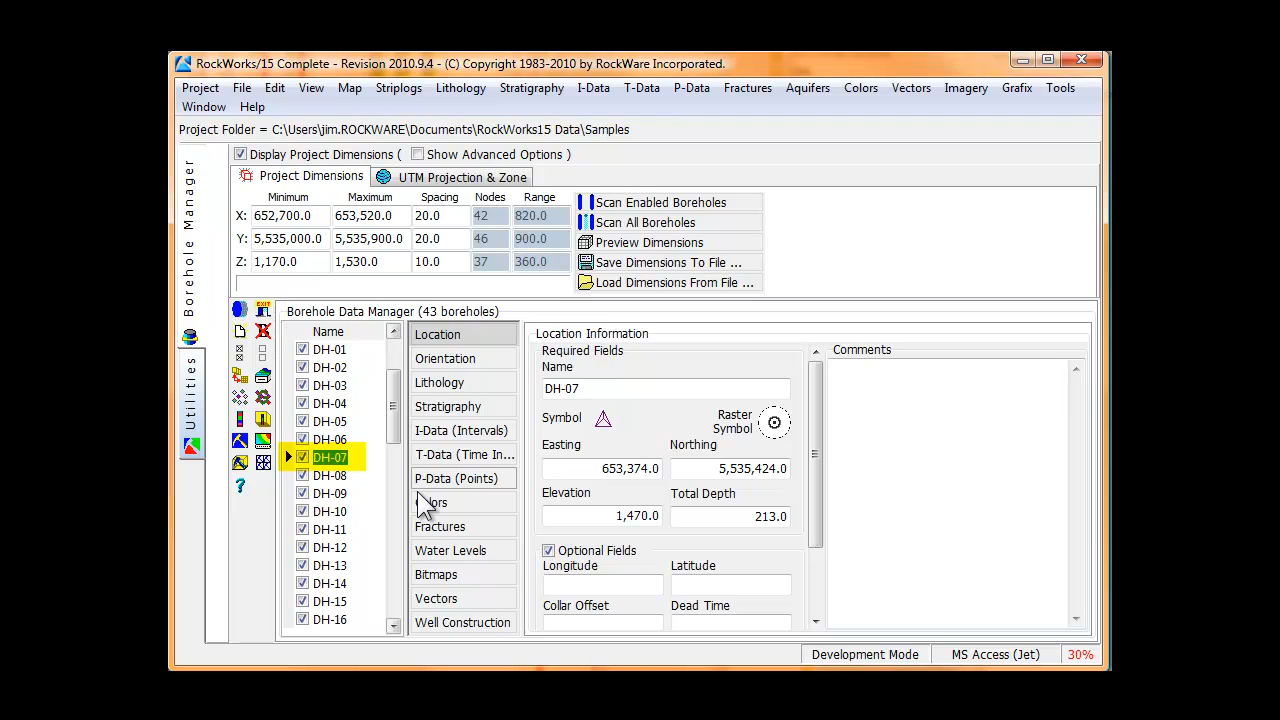 RockWorks/15 Complete - Revision 2010.9.4 - (C) Copyright 1983-2010 by RockWare Incorporated.
Project File Edit View Map Striplogs Lithology Stratigraphy I-Data T-Data P-Data Fractures Aquifers Colors Vectors Imagery Grafix Tools
Window Help
Project Folder = C:\Users\jim.ROCKWARE\Documents\RockWorks15 Data\Samples
Borehole Manager
Utilities
Display Project Dimensions ( Show Advanced Options )
Project Dimensions UTM Projection & Zone
Minimum Maximum Spacing Nodes Range
X: 652,700.0 653,520.0 20.0 42 820.0
Y: 5,535,000.0 5,535,900.0 20.0 46 900.0
Z: 1,170.0 1,530.0 10.0 37 360.0
Scan Enabled Boreholes
Scan All Boreholes
Preview Dimensions
Save Dimensions To File ...
Load Dimensions From File ...
EXIT
Borehole Data Manager (43 boreholes)
Name
DH-01
DH-02
DH-03
DH-04
DH-05
DH-06
DH-07
DH-08
DH-09
DH-10
DH-11
DH-12
DH-13
DH-14
DH-15
DH-16
Location
Orientation
Lithology
Stratigraphy
I-Data (Intervals)
T-Data (Time In...
P-Data (Points)
Colors
Fractures
Water Levels
Bitmaps
Vectors
Well Construction
Location Information
Required Fields
Name
DH-07
Symbol Raster
Symbol
Easting Northing
653,374.0 5,535,424.0
Elevation Total Depth
1,470.0 213.0
Optional Fields
Longitude Latitude
Collar Offset Dead Time
Comments
Development Mode MS Access (Jet) 30%